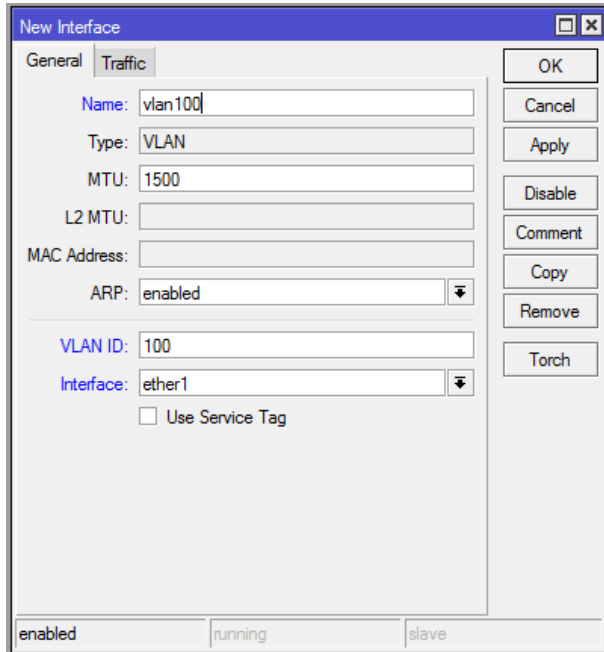 New Interface
General Traffic
Name: vlan100
Type: VLAN
MTU: 1500
L2 MTU:
MAC Address:
ARP: enabled
VLAN ID: 100
Interface: ether1
Use Service Tag
OK
Cancel
Apply
Disable
Comment
Copy
Remove
Torch
enabled running slave